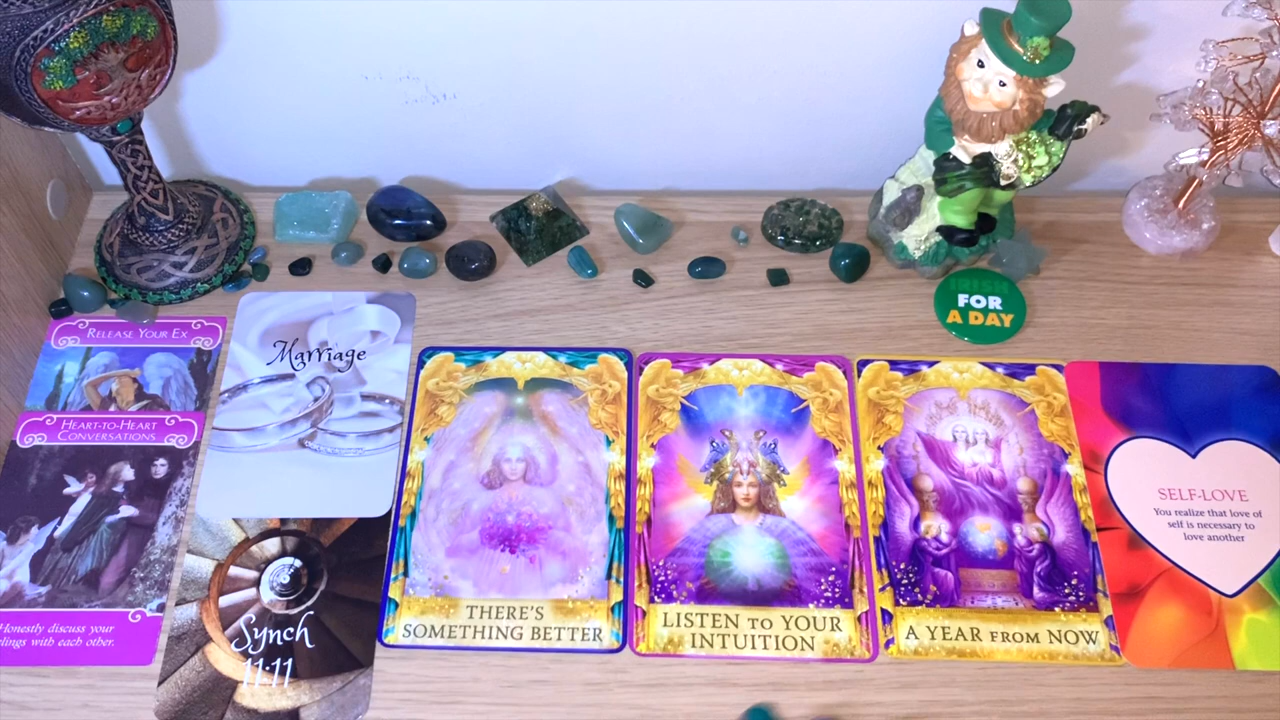 IRISH
FOR
A DAY
RELEASE YOUR EX
HEART-TO-HEART
CONVERSATIONS
Honestly discuss your
lings with each other.
Marriage
Synch
11:11
THERE'S
SOMETHING BETTER
LISTEN TO YOUR
INTUITION
A YEAR FROM NOW
SELF-LOVE
You realize that love of
self is necessary to
love another